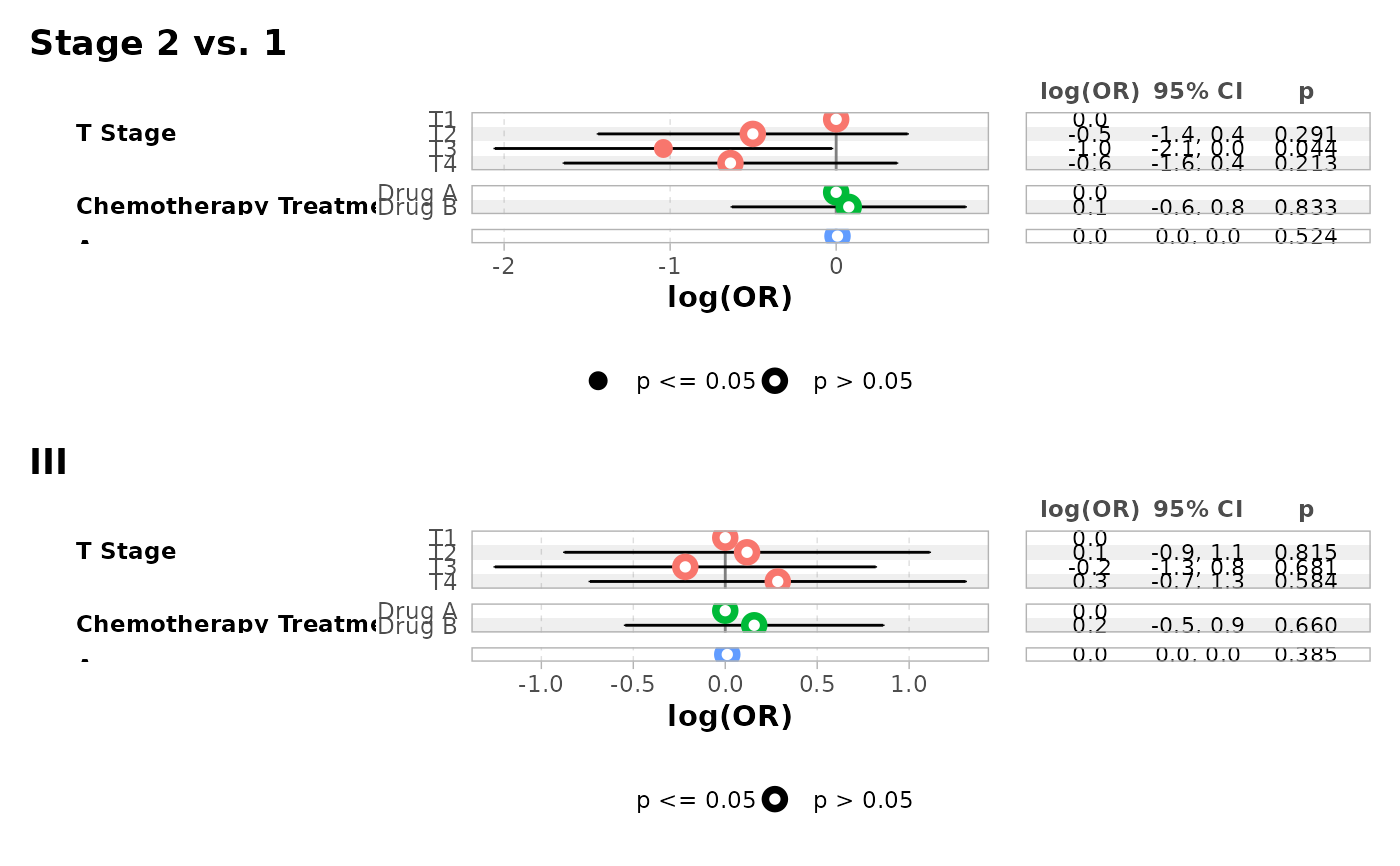 Stage 2 vs. 1
log(OR) 95% CI p
T Stage
T1 0.0
T2 -0.5 -1.4, 0.4 0.291
T3 -1.0 -2.1, 0.0 0.044
T4 -0.6 -1.6, 0.4 0.213
Drug A 0.0
Chemotherapy Treatme
Drug B 0.1 -0.6, 0.8 0.833
0.0 0.0, 0.0 0.524
-2 -1 0
log(OR)
p <= 0.05 p > 0.05
III
log(OR) 95% CI p
T Stage
T1 0.0
T2 0.1 -0.9, 1.1 0.815
T3 -0.2 -1.3, 0.8 0.681
T4 0.3 -0.7, 1.3 0.584
Drug A 0.0
Chemotherapy Treatme
Drug B 0.2 -0.5, 0.9 0.660
0.0 0.0, 0.0 0.385
-1.0 -0.5 0.0 0.5 1.0
log(OR)
p <= 0.05 p > 0.05